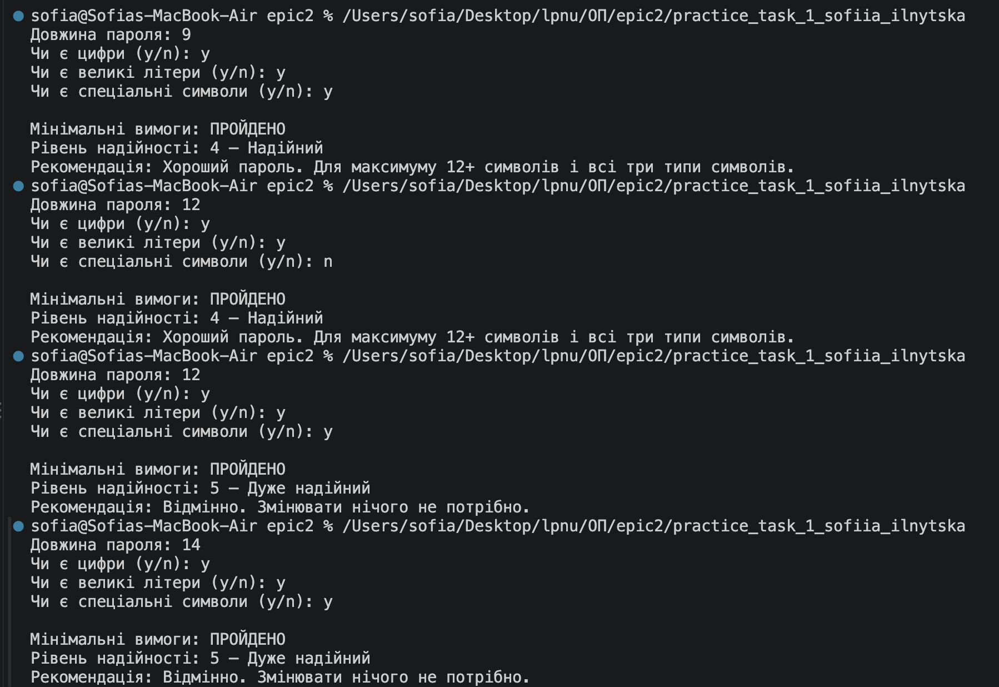 sofia@Sofias-MacBook-Air epic2 % /Users/sofia/Desktop/lpnu/ОП/epic2/practice_task_1_sofiia_ilnytska
Довжина пароля: 9
Чи є цифри (y/n): y
Чи є великі літери (y/n): y
Чи є спеціальні символи (y/n): y
Мінімальні вимоги: ПРОЙДЕНО
Рівень надійності: 4 — Надійний
Рекомендація: Хороший пароль. Для максимуму 12+ символів і всі три типи символів.
sofia@Sofias-MacBook-Air epic2 % /Users/sofia/Desktop/lpnu/ОП/epic2/practice_task_1_sofiia_ilnytska
Довжина пароля: 12
Чи є цифри (y/n): y
Чи є великі літери (y/n): y
Чи є спеціальні символи (y/n): n
Мінімальні вимоги: ПРОЙДЕНО
Рівень надійності: 4 — Надійний
Рекомендація: Хороший пароль. Для максимуму 12+ символів і всі три типи символів.
sofia@Sofias-MacBook-Air epic2 % /Users/sofia/Desktop/lpnu/ОП/epic2/practice_task_1_sofiia_ilnytska
Довжина пароля: 12
Чи є цифри (y/n): y
Чи є великі літери (y/n): y
Чи є спеціальні символи (y/n): y
Мінімальні вимоги: ПРОЙДЕНО
Рівень надійності: 5 — Дуже надійний
Рекомендація: Відмінно. Змінювати нічого не потрібно.
sofia@Sofias-MacBook-Air epic2 % /Users/sofia/Desktop/lpnu/ОП/epic2/practice_task_1_sofiia_ilnytska
Довжина пароля: 14
Чи є цифри (y/n): y
Чи є великі літери (y/n): y
Чи є спеціальні символи (y/n): y
Мінімальні вимоги: ПРОЙДЕНО
Рівень надійності: 5 — Дуже надійний
Рекомендація: Відмінно. Змінювати нічого не потрібно.